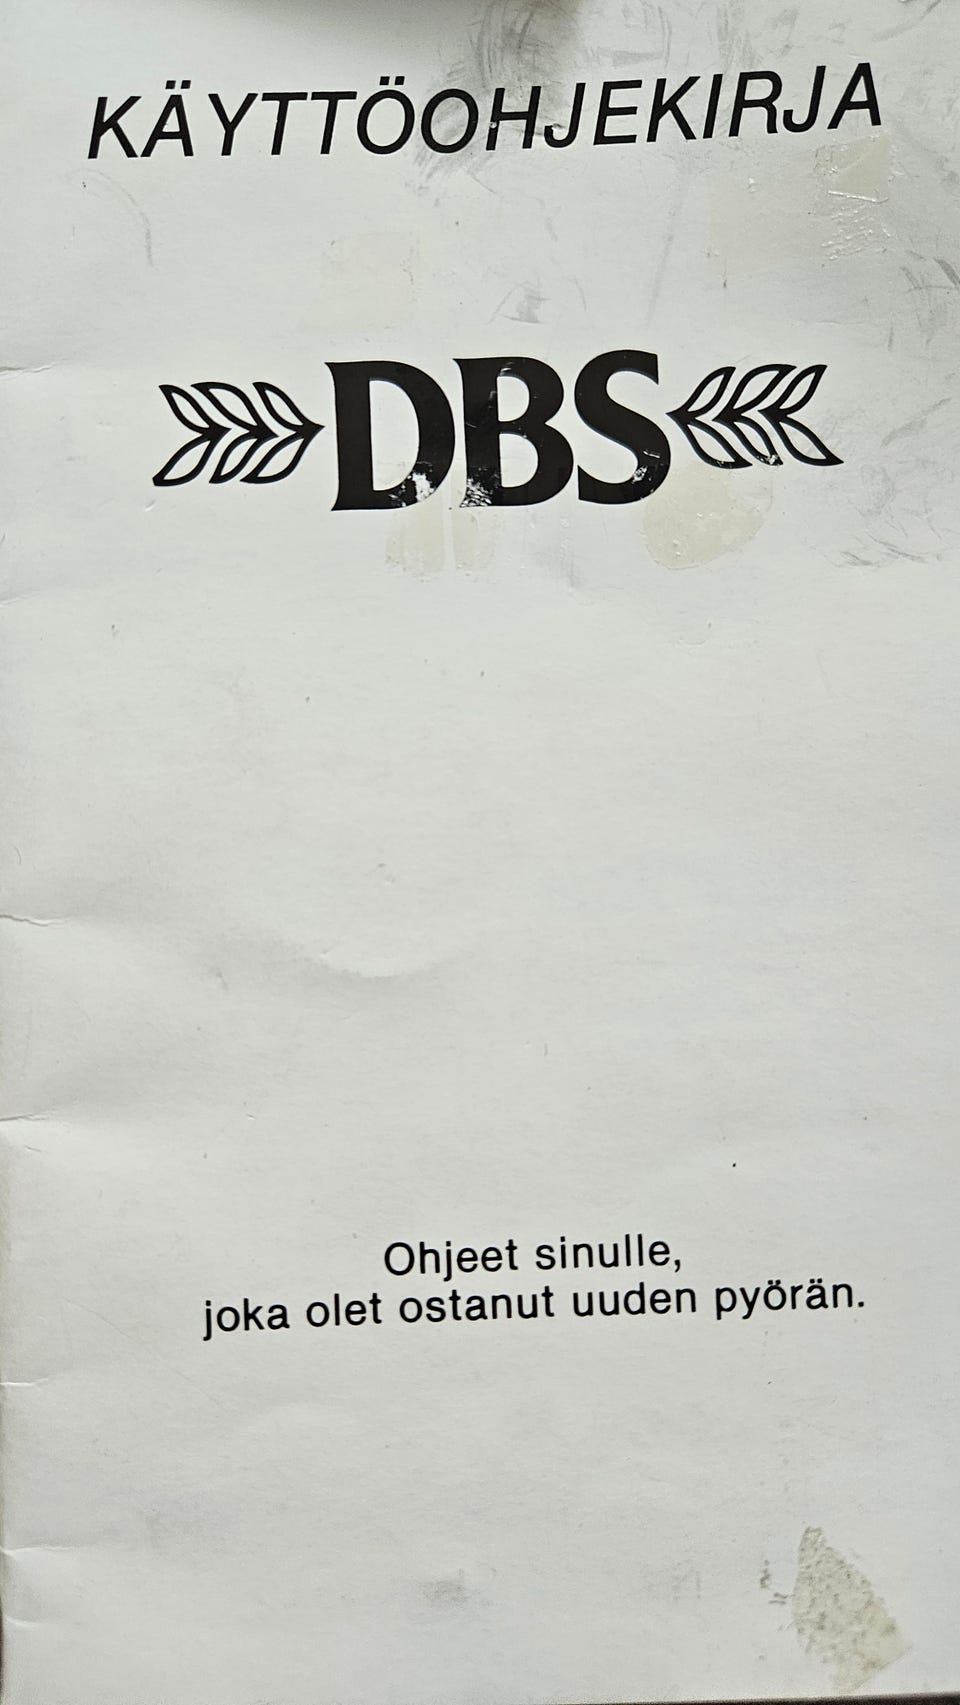 KÄYTTÖOHJEKIRJA
DBS
Ohjeet sinulle,
joka olet ostanut uuden pyörän.